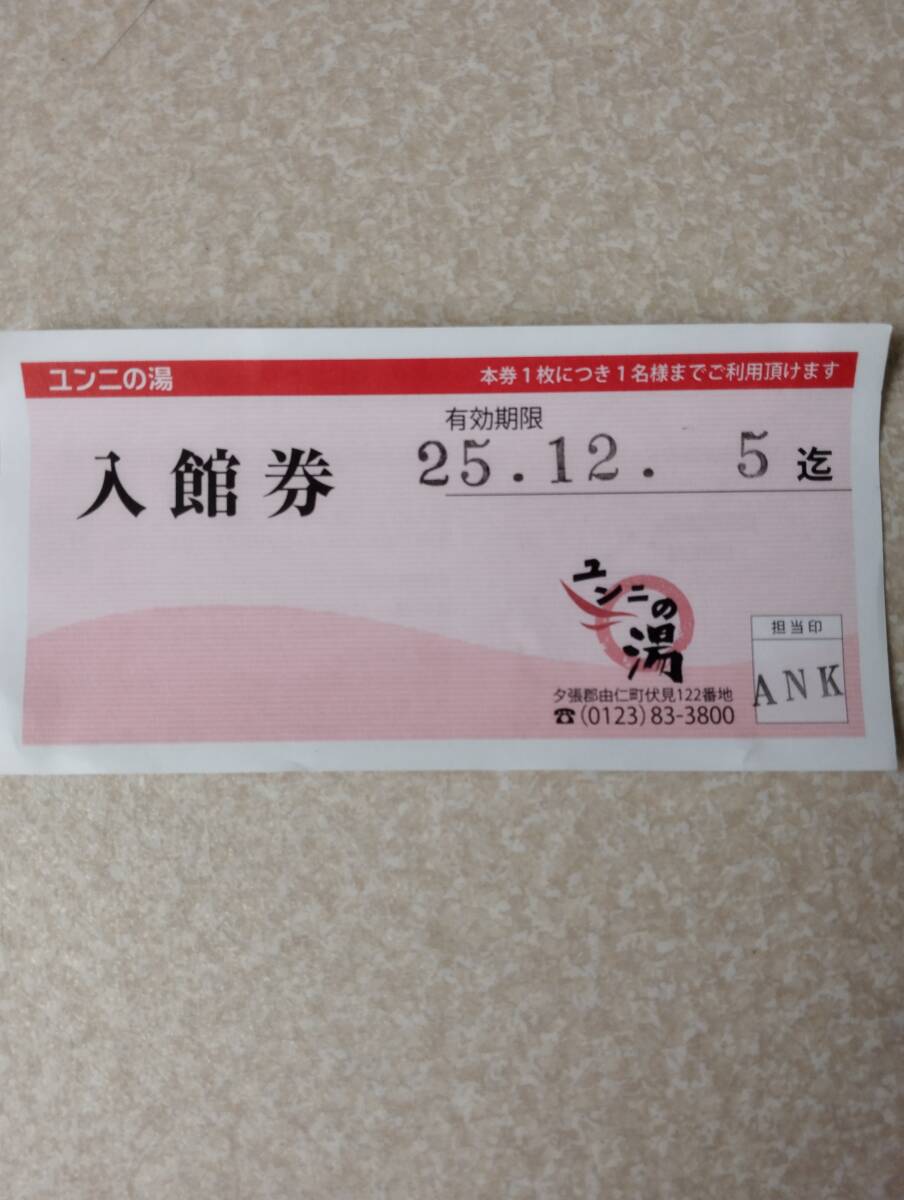 ユンニの湯
本券1枚につき1名様までご利用頂けます
有効期限
25.12. 5 迄
入館券
ユンニの湯
夕張郡由仁町伏見122番地
☎(0123)83-3800
担当印
ANK